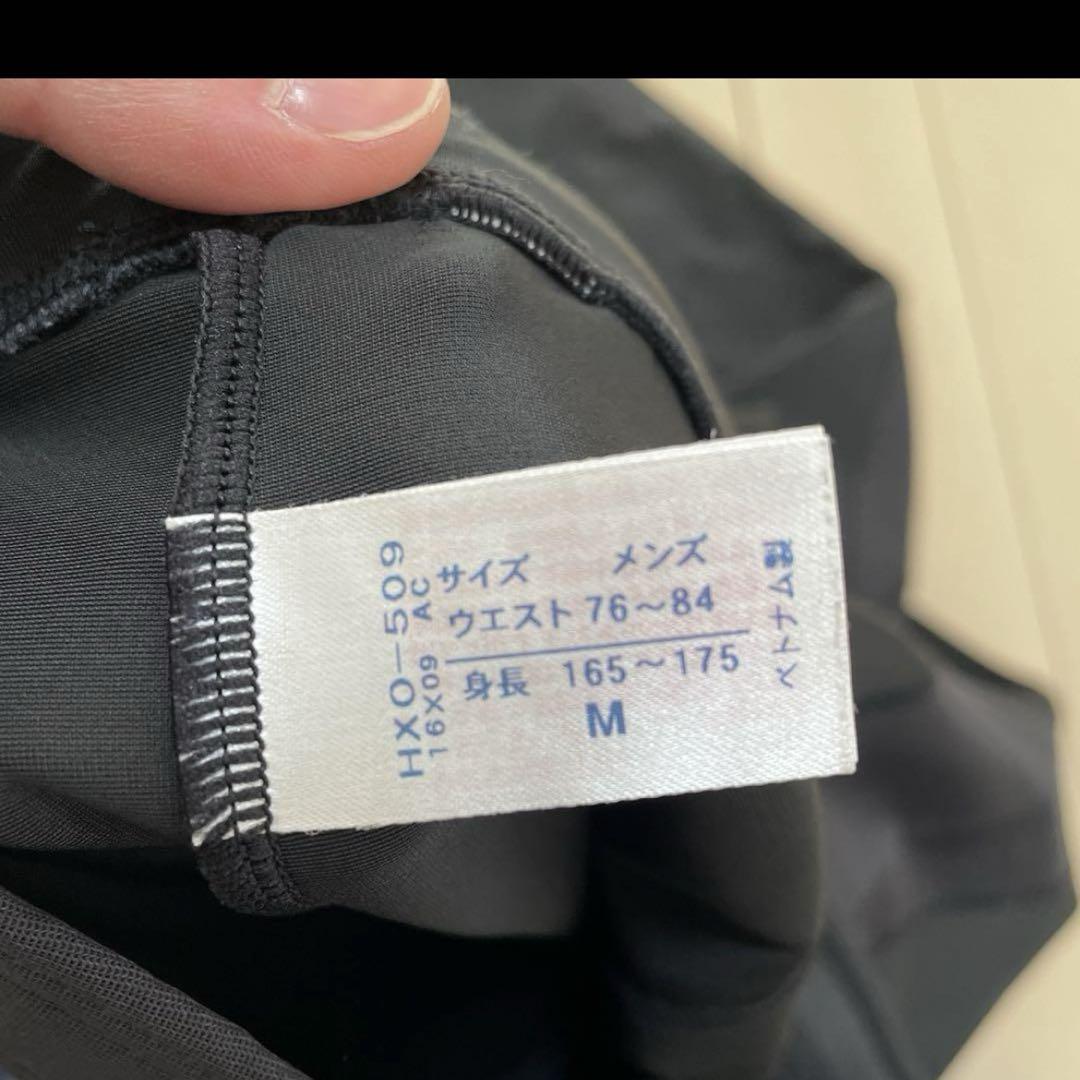 HXO-509
16X09 AC
サイズ メンズ
ウエスト 76～84
身長 165～175
M
ベトナム製